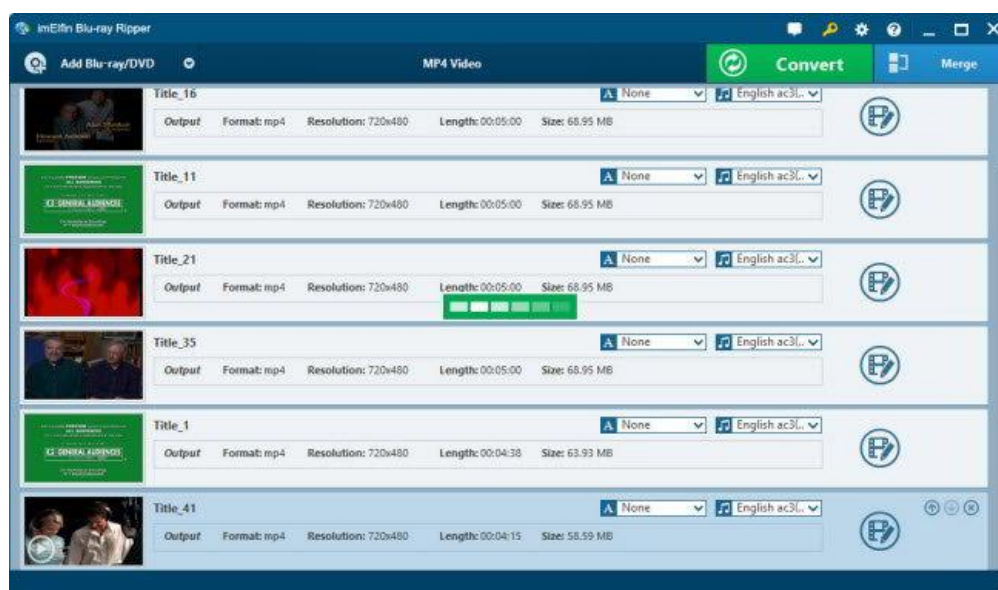 imElfin Blu-ray Ripper
Add Blu-ray/DVD MP4 Video Convert Merge
Title_16 A None English ac3(..
Output Format: mp4 Resolution: 720x480 Length: 00:05:00 Size: 68.95 MB
Title_11 A None English ac3(..
GENERAL AUDIENCES
Output Format: mp4 Resolution: 720x480 Length: 00:05:00 Size: 68.95 MB
Title_21 A None English ac3(..
Output Format: mp4 Resolution: 720x480 Length: 00:05:00 Size: 68.95 MB
Title_35 A None English ac3(..
Output Format: mp4 Resolution: 720x480 Length: 00:05:00 Size: 68.95 MB
Title_1 A None English ac3(..
GENERAL AUDIENCES
Output Format: mp4 Resolution: 720x480 Length: 00:04:38 Size: 63.93 MB
Title_41 A None English ac3(..
Output Format: mp4 Resolution: 720x480 Length: 00:04:15 Size: 58.59 MB